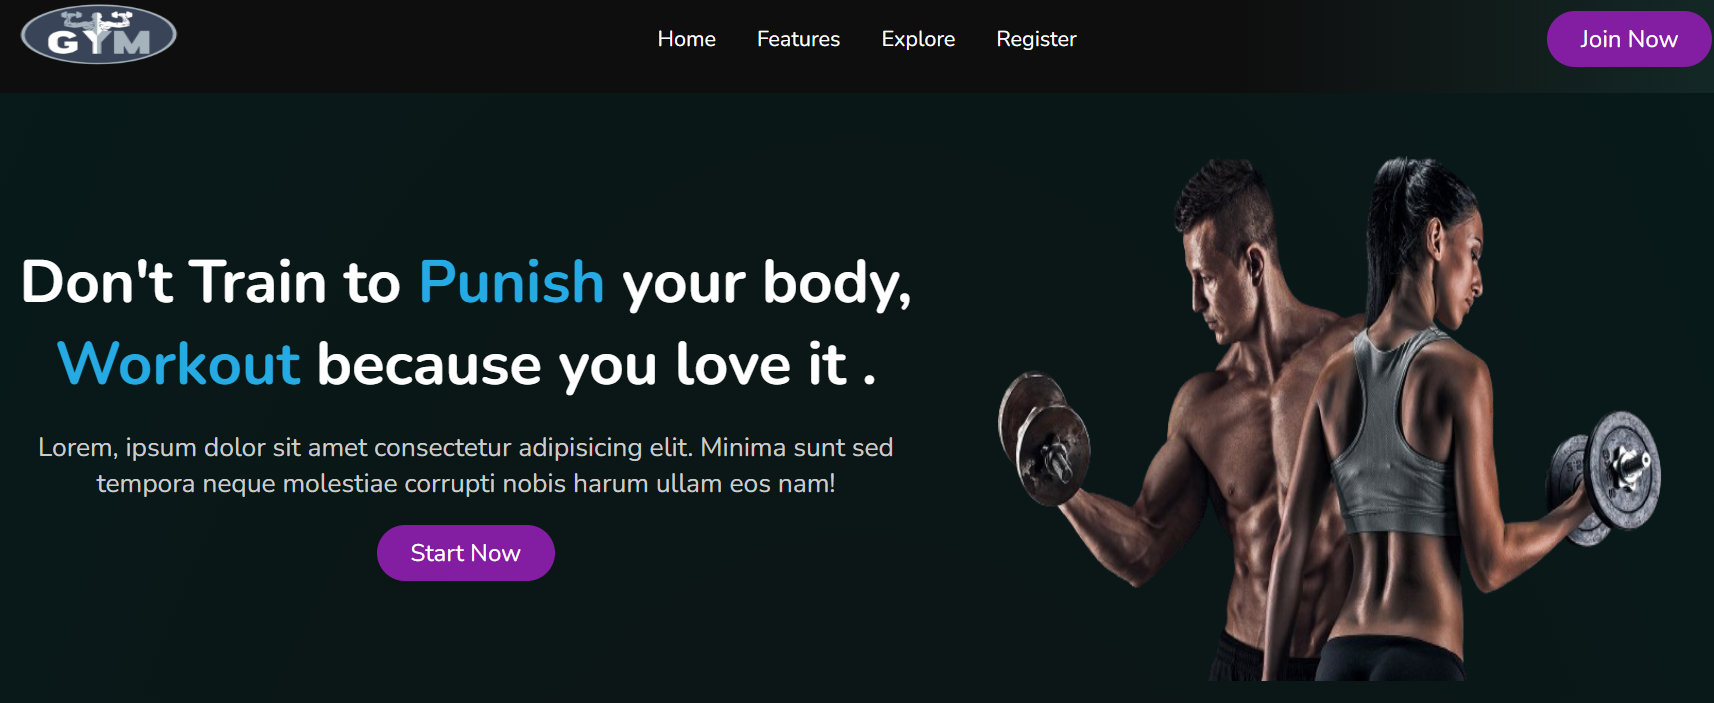 GYM
Home Features Explore Register
Join Now
Don't Train to Punish your body,
Workout because you love it .
Lorem, ipsum dolor sit amet consectetur adipisicing elit. Minima sunt sed
tempora neque molestiae corrupti nobis harum ullam eos nam!
Start Now